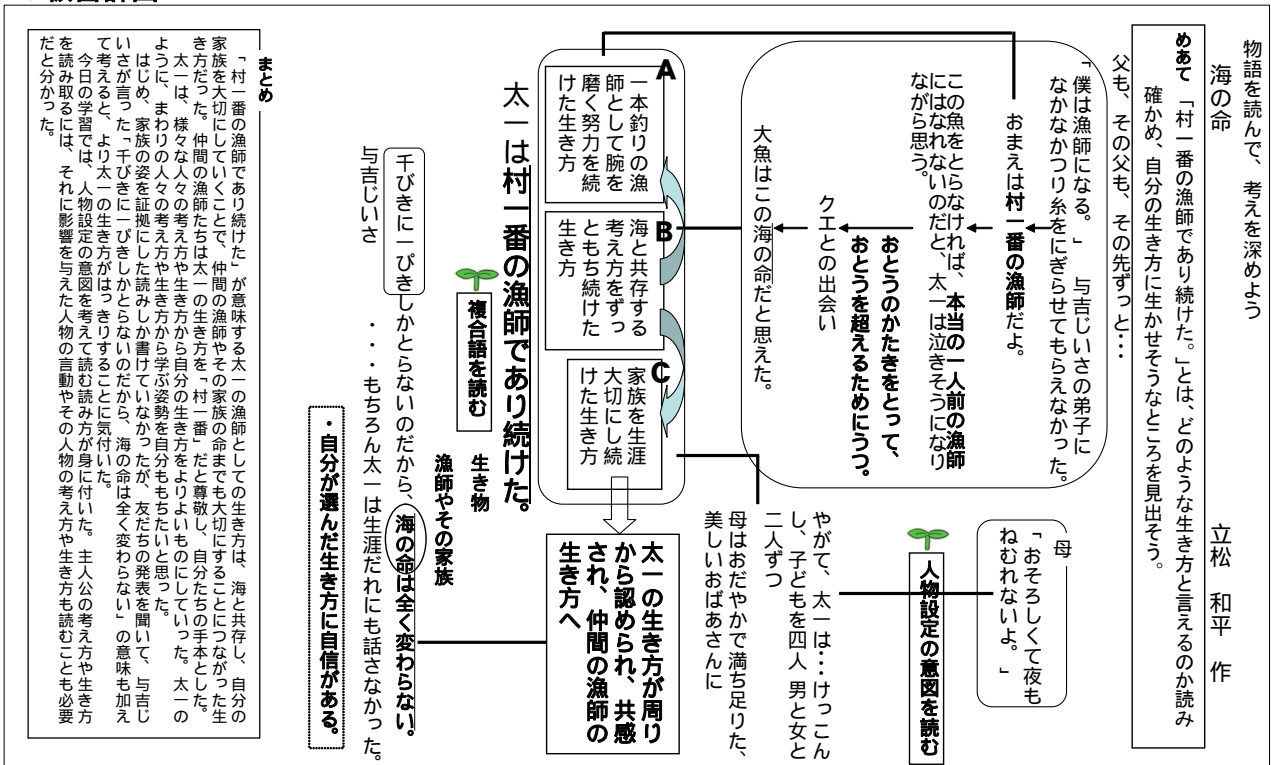 物語を読んで、考えを深めよう
海の命
立松 和平 作
めあて 「村一番の漁師であり続けた。」とは、どのような生き方と言えるのか読み
確かめ、自分の生き方に生かせそうなところを見出そう。
父も、その父も、その先ずっと・・・
「僕は漁師になる。」 与吉じいさの弟子に
なかなかつり糸をにぎらせてもらえなかった。
おまえは村一番の漁師だよ。
この魚をとらなければ、本当の一人前の漁師
にはなれないのだと、太一は泣きそうになり
ながら思う。
おとうのかたきをとって、
おとうを超えるためにうつ。
クエとの出会い
大魚はこの海の命だと思えた。
母
「おそろしくて夜も
ねむれないよ。」
人物設定の意図を読む
やがて、太一は・・・けっこん
し、子どもを四人 男と女と
二人ずつ
母はおだやかで満ち足りた、
美しいおばあさんに
A
一本釣りの漁
師として腕を
磨く努力を続
けた生き方
B
海と共存する
考え方をずっ
ともち続けた
生き方
C
家族を生涯
大切にし続
けた生き方
太一の生き方が周り
から認められ、共感
され、仲間の漁師の
生き方へ
太一は村一番の漁師であり続けた。
複合語を読む
生き物
漁師やその家族
千びきに一ぴきしかとらないのだから、海の命は全く変わらない。
与吉じいさ ・・・もちろん太一は生涯だれにも話さなかった。
・自分が選んだ生き方に自信がある。
まとめ
「村一番の漁師であり続けた」が意味する太一の漁師としての生き方は、海と共存し、自分の
家族を大切にしていくことで、仲間の漁師やその家族の命までも大切にすることにつながった生
き方だった。仲間の漁師たちは太一の生き方を「村一番」だと尊敬し、自分たちの手本とした。
太一は、様々な人々の考え方や生き方から自分の生き方をよりよいものにしていった。太一の
ように、まわりの人々の考え方や生き方から学ぶ姿勢を自分ももちたいと思った。
はじめ、家族の姿を証拠にした読みしか書けていなかったが、友だちの発表を聞いて、与吉じ
いさが言った「千びきに一ぴきしかとらないのだから、海の命は全く変わらない」の意味も加え
て考えると、より太一の生き方がはっきりすることに気付いた。
今日の学習では、人物設定の意図を考えて読む読み方が身に付いた。主人公の考え方や生き方
を読み取るには、それに影響を与えた人物の言動やその人物の考え方や生き方も読むことも必要
だと分かった。